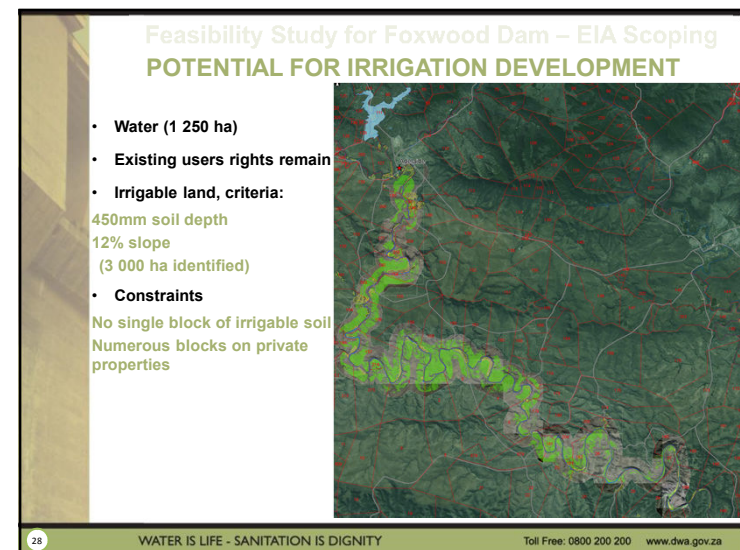 Feasibility Study for Foxwood Dam – EIA Scoping
POTENTIAL FOR IRRIGATION DEVELOPMENT
• Water (1 250 ha)
• Existing users rights remain
• Irrigable land, criteria:
450mm soil depth
12% slope
(3 000 ha identified)
• Constraints
No single block of irrigable soil
Numerous blocks on private
properties
28
WATER IS LIFE - SANITATION IS DIGNITY
Toll Free: 0800 200 200 www.dwa.gov.za